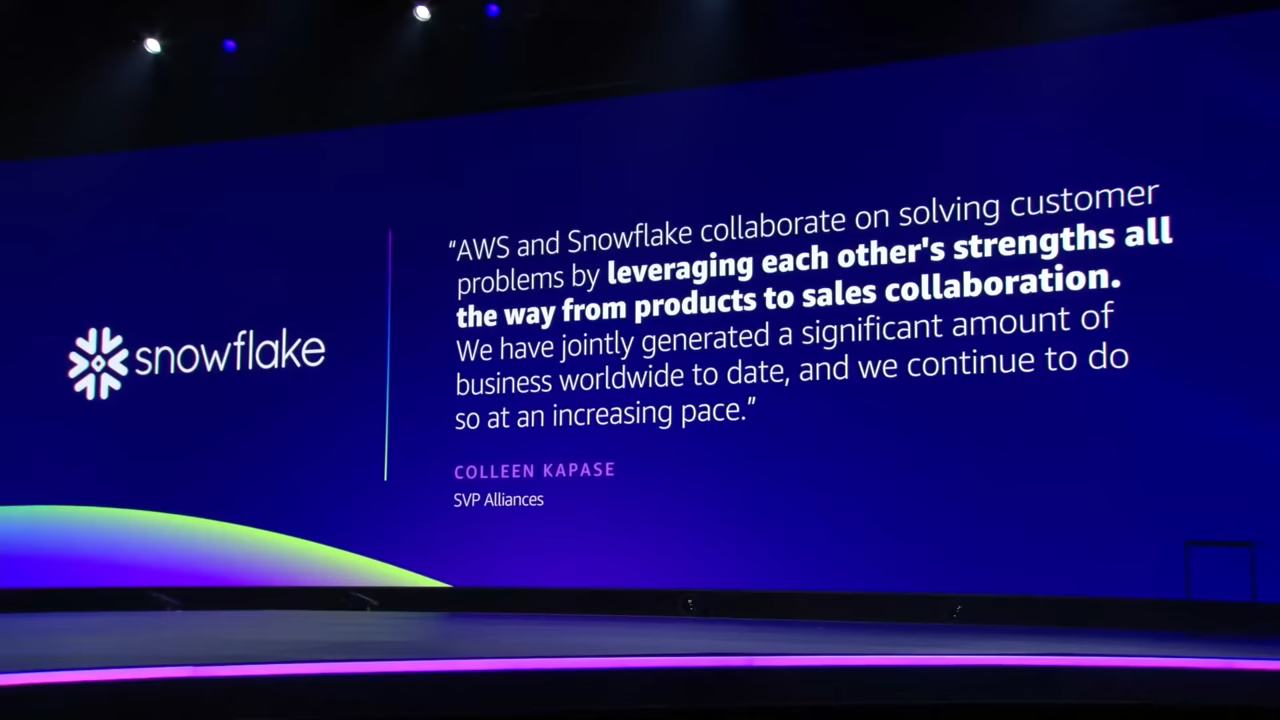 snowflake
“AWS and Snowflake collaborate on solving customer
problems by leveraging each other's strengths all
the way from products to sales collaboration.
We have jointly generated a significant amount of
business worldwide to date, and we continue to do
so at an increasing pace.”
COLLEEN KAPASE
SVP Alliances